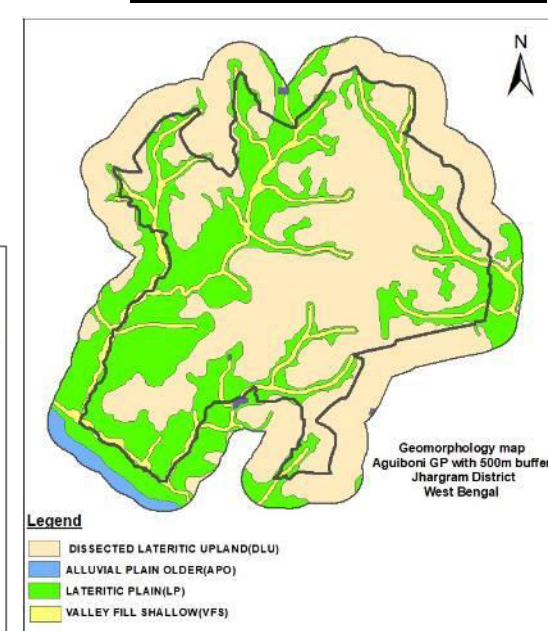 N
Geomorphology map
Aguiboni GP with 500m buffer
Jhargram District
West Bengal
Legend
DISSECTED LATERITIC UPLAND(DLU)
ALLUVIAL PLAIN OLDER(APO)
LATERITIC PLAIN(LP)
VALLEY FILL SHALLOW(VFS)